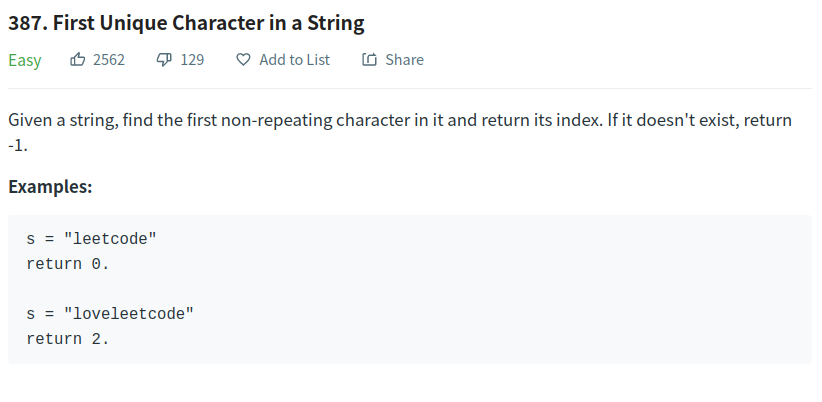 387. First Unique Character in a String
Easy 2562 129 Add to List Share
Given a string, find the first non-repeating character in it and return its index. If it doesn't exist, return
-1.
Examples:
s = "leetcode"
return 0.
s = "loveleetcode"
return 2.